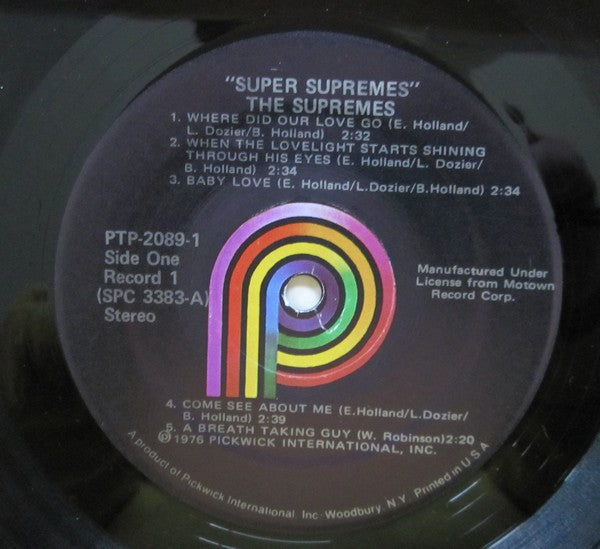 "SUPER SUPREMES"
THE SUPREMES
1. WHERE DID OUR LOVE GO (E. Holland/
L. Dozier/B. Holland) 2:32
2. WHEN THE LOVELIGHT STARTS SHINING
THROUGH HIS EYES (E. Holland/L. Dozier/
B. Holland) 2:34
3. BABY LOVE (E. Holland/L.Dozier/B.Holland) 2:34
PTP-2089-1
Side One
Record 1
(SPC 3383-A)
Stereo
Manufactured Under
License from Motown
Record Corp.
4. COME SEE ABOUT ME (E.Holland/L.Dozier/
B. Holland) 2:39
5. A BREATH TAKING GUY (W. Robinson)2:20
Ⓟ1976 PICKWICK INTERNATIONAL, INC.
A product of Pickwick International, Inc. Woodbury, N.Y. Printed in U.S.A.